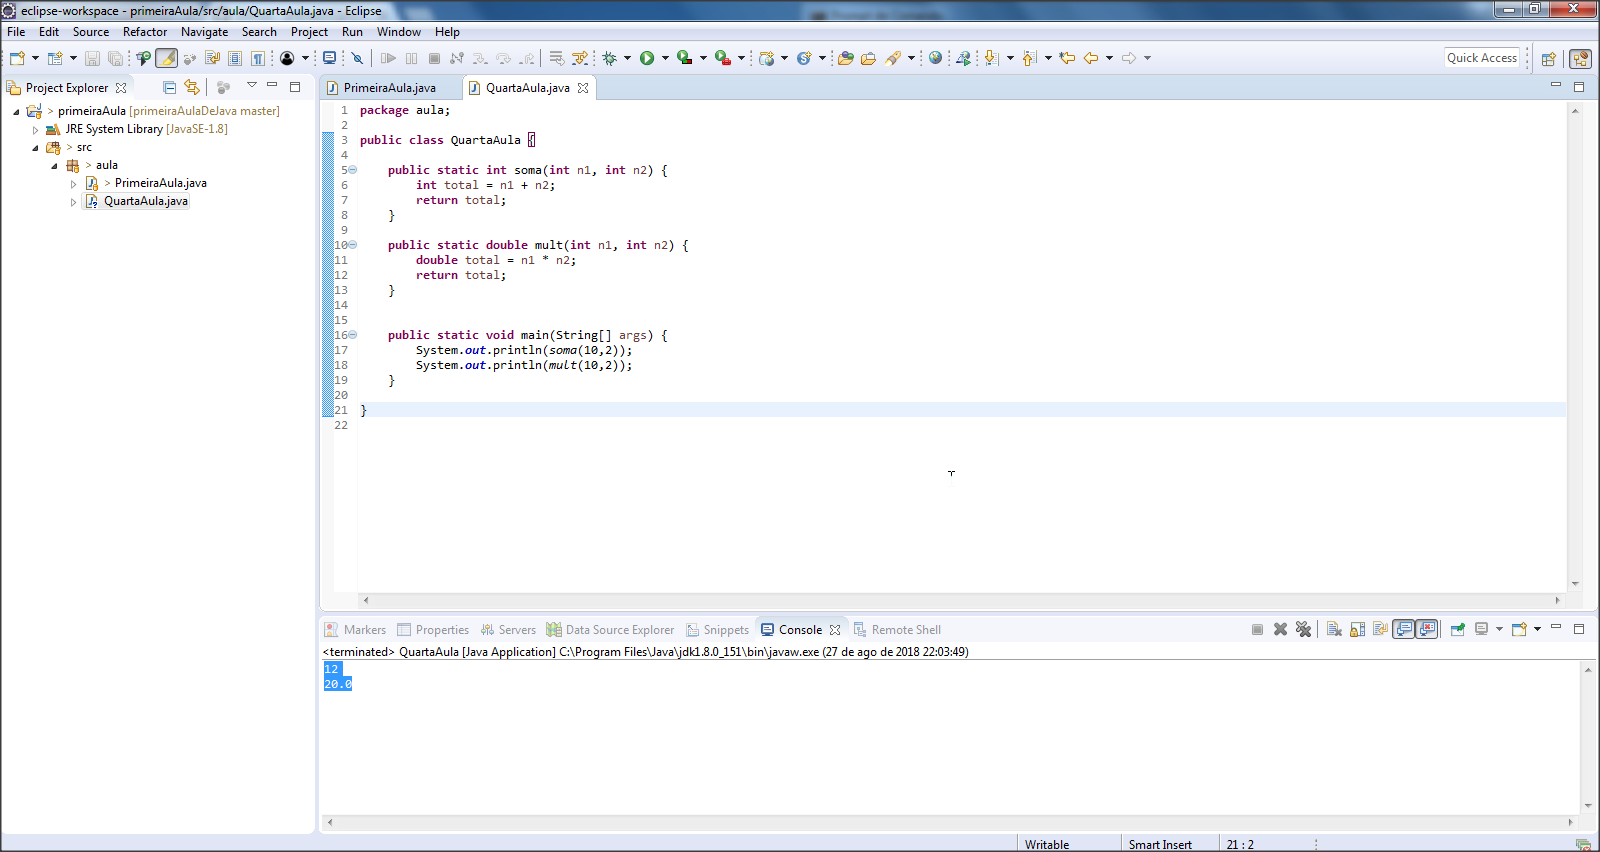 eclipse-workspace - primeiraAula/src/aula/QuartaAula.java - Eclipse
File Edit Source Refactor Navigate Search Project Run Window Help
Quick Access
Project Explorer
> primeiraAula [primeiraAulaDeJava master]
JRE System Library [JavaSE-1.8]
> src
> aula
> PrimeiraAula.java
QuartaAula.java
PrimeiraAula.java QuartaAula.java
1 package aula;
2
3 public class QuartaAula {
4
5 public static int soma(int n1, int n2) {
6 int total = n1 + n2;
7 return total;
8 }
9
10 public static double mult(int n1, int n2) {
11 double total = n1 * n2;
12 return total;
13 }
14
15
16 public static void main(String[] args) {
17 System.out.println(soma(10,2));
18 System.out.println(mult(10,2));
19 }
20
21 }
22
Markers Properties Servers Data Source Explorer Snippets Console Remote Shell
<terminated> QuartaAula [Java Application] C:\Program Files\Java\jdk1.8.0_151\bin\javaw.exe (27 de ago de 2018 22:03:49)
12
20.0
Writable Smart Insert 21 : 2